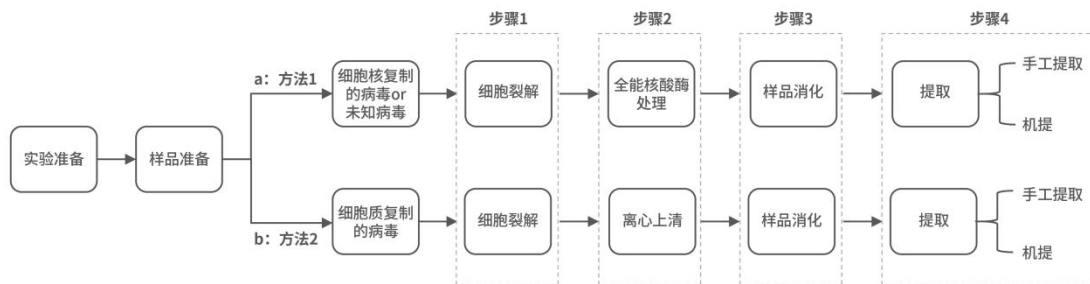 步骤1
步骤2
步骤3
步骤4
实验准备
样品准备
a：方法1
细胞核复制
的病毒or
未知病毒
细胞裂解
全能核酸酶
处理
样品消化
提取
手工提取
机提
b：方法2
细胞质复制
的病毒
细胞裂解
离心上清
样品消化
提取
手工提取
机提